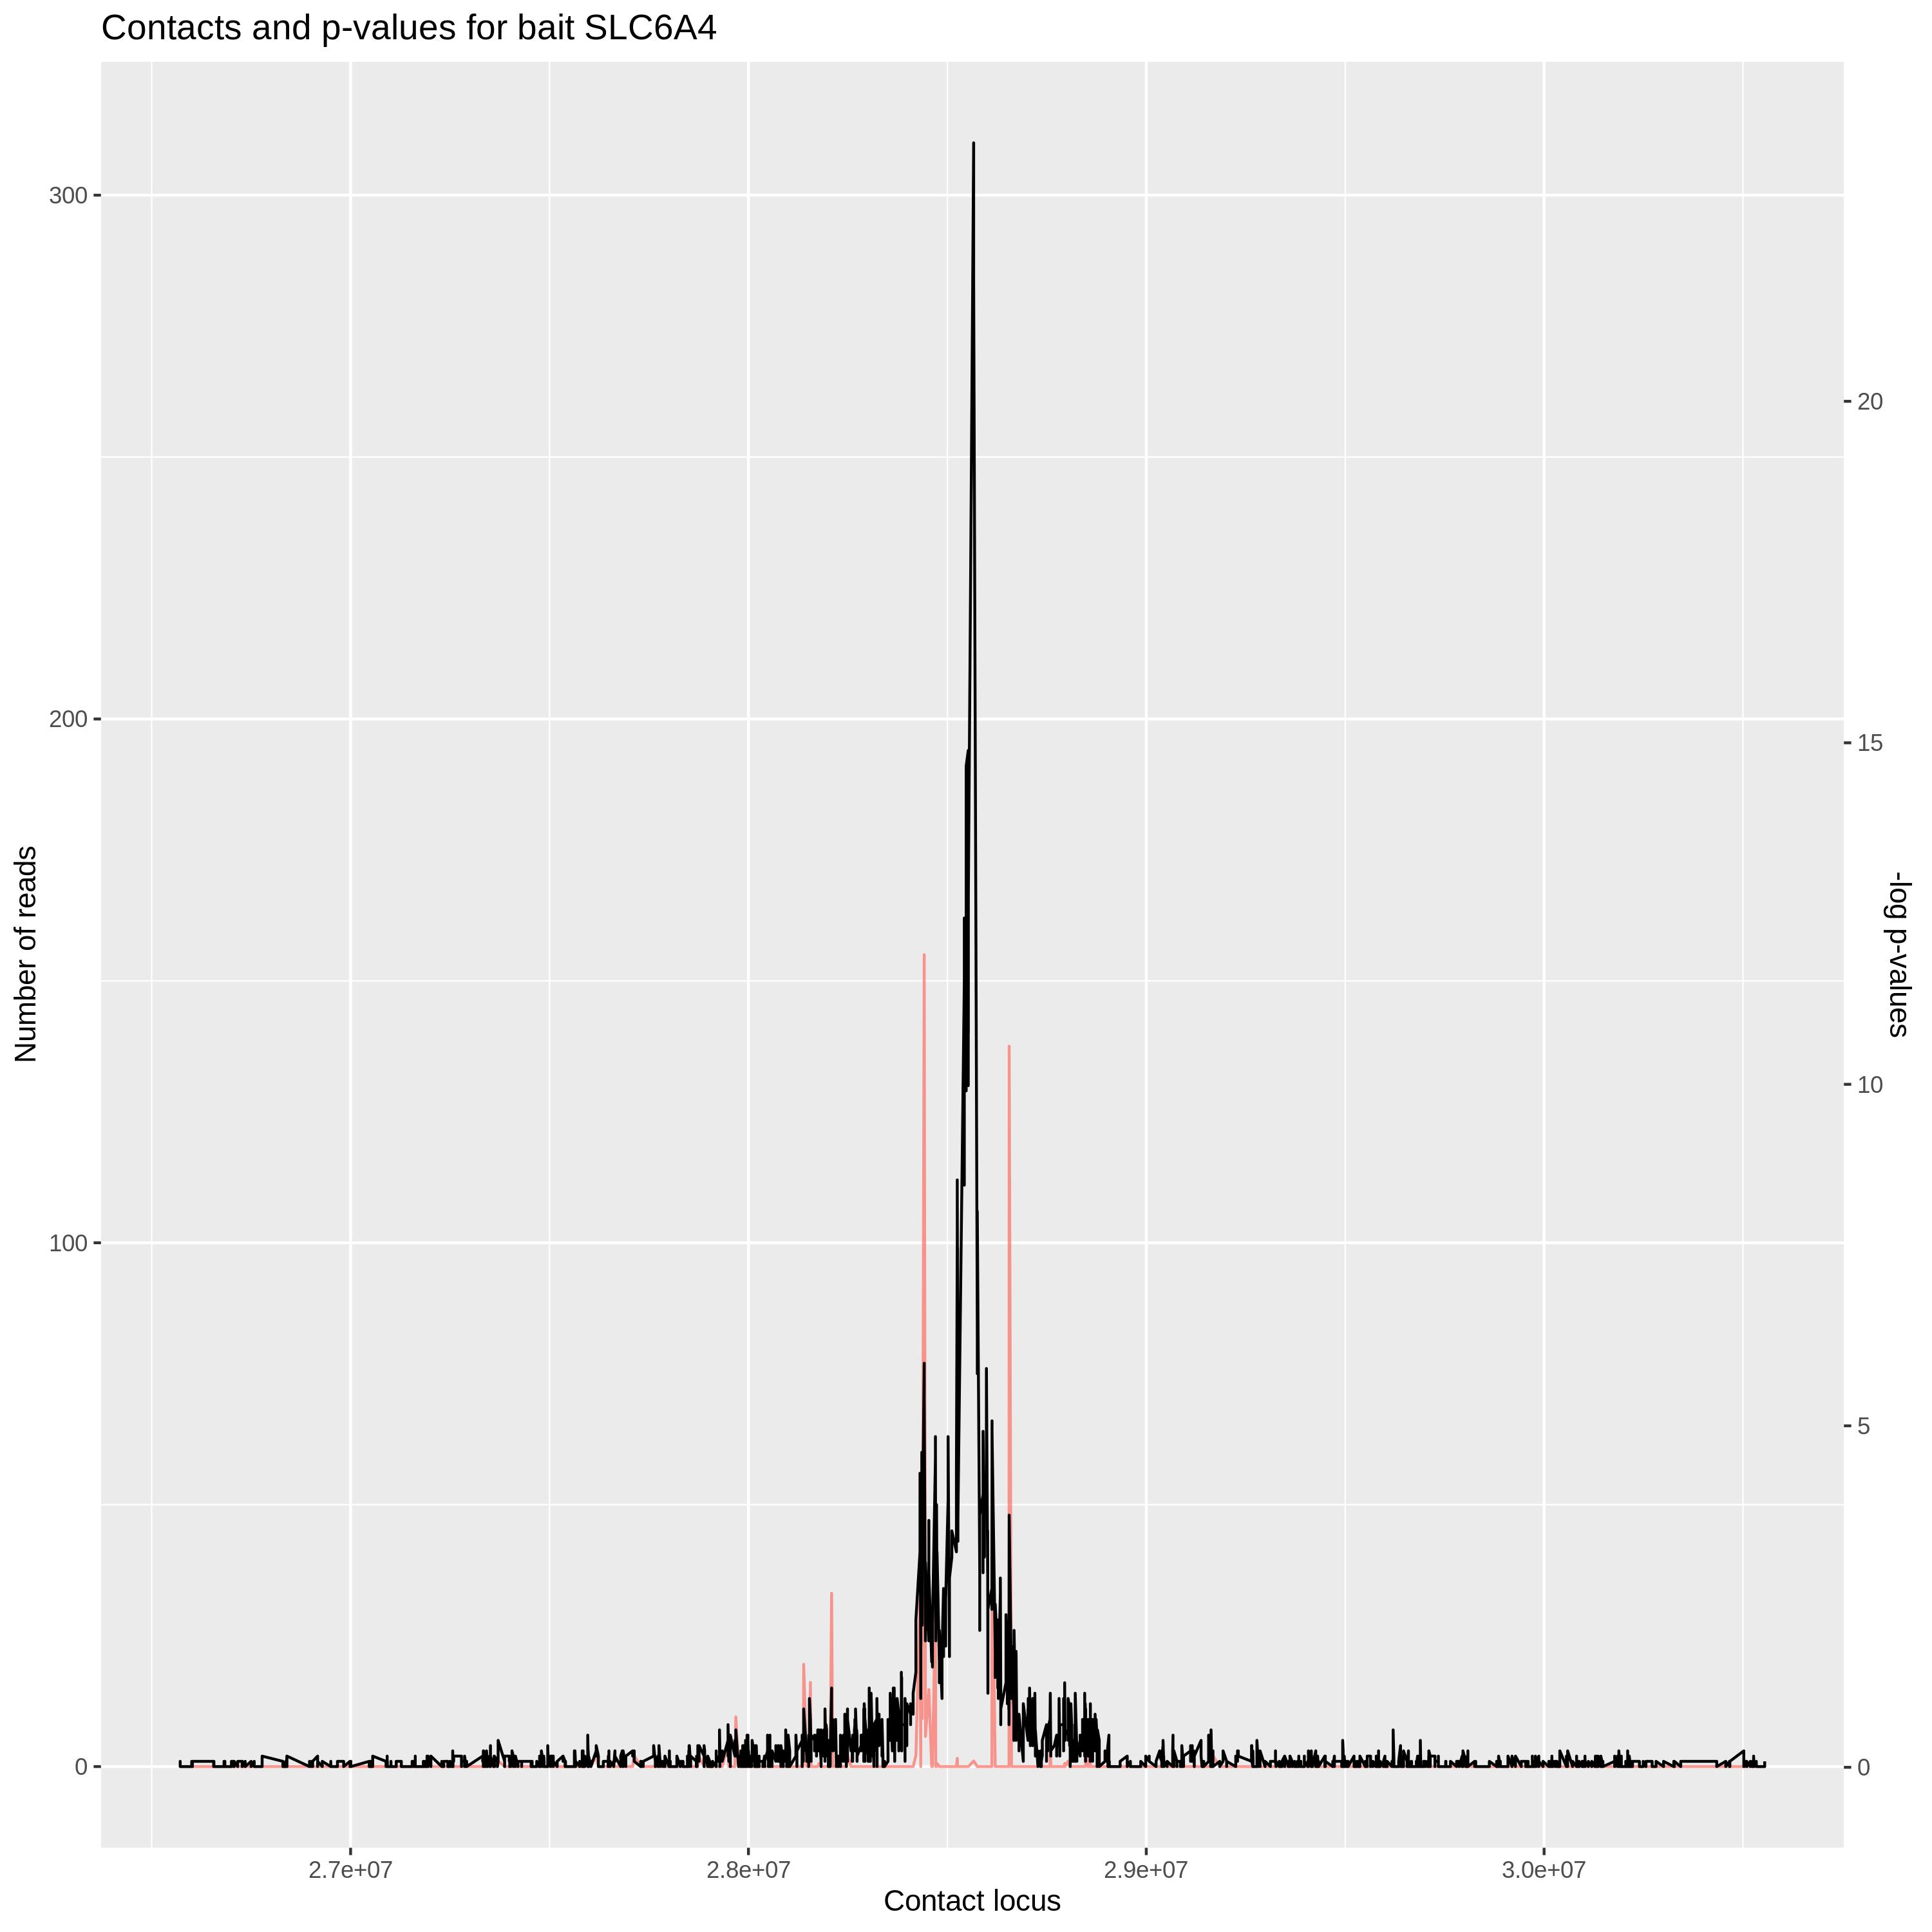 Contacts and p-values for bait SLC6A4
300
200
100
0
Number of reads
20
15
10
5
0
-log p-values
2.7e+07 2.8e+07 2.9e+07 3.0e+07
Contact locus